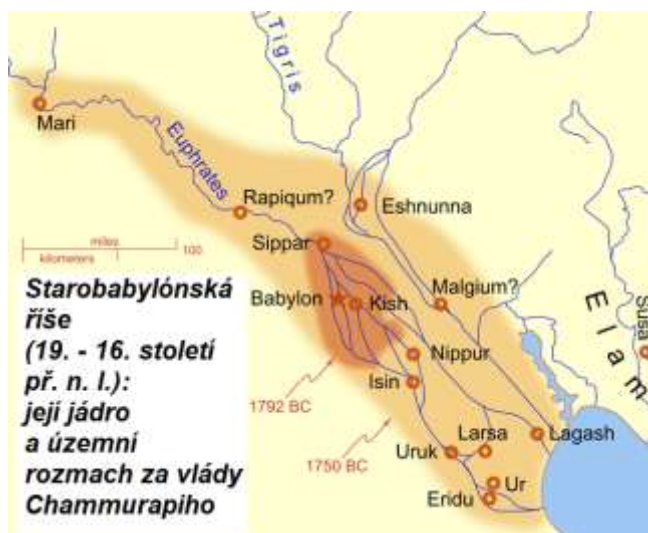 Tigris
Mari
Euphrates
Rapiqum?
Eshnunna
miles
kilometers
100
Sippar
Babylon
Kish
Malgium?
Elam
Susa
Nippur
Isin
1792 BC
1750 BC
Uruk
Larsa
Lagash
Ur
Eridu
Starobabylónská
říše
(19. - 16. století
př. n. l.):
její jádro
a územní
rozmach za vlády
Chammurapiho